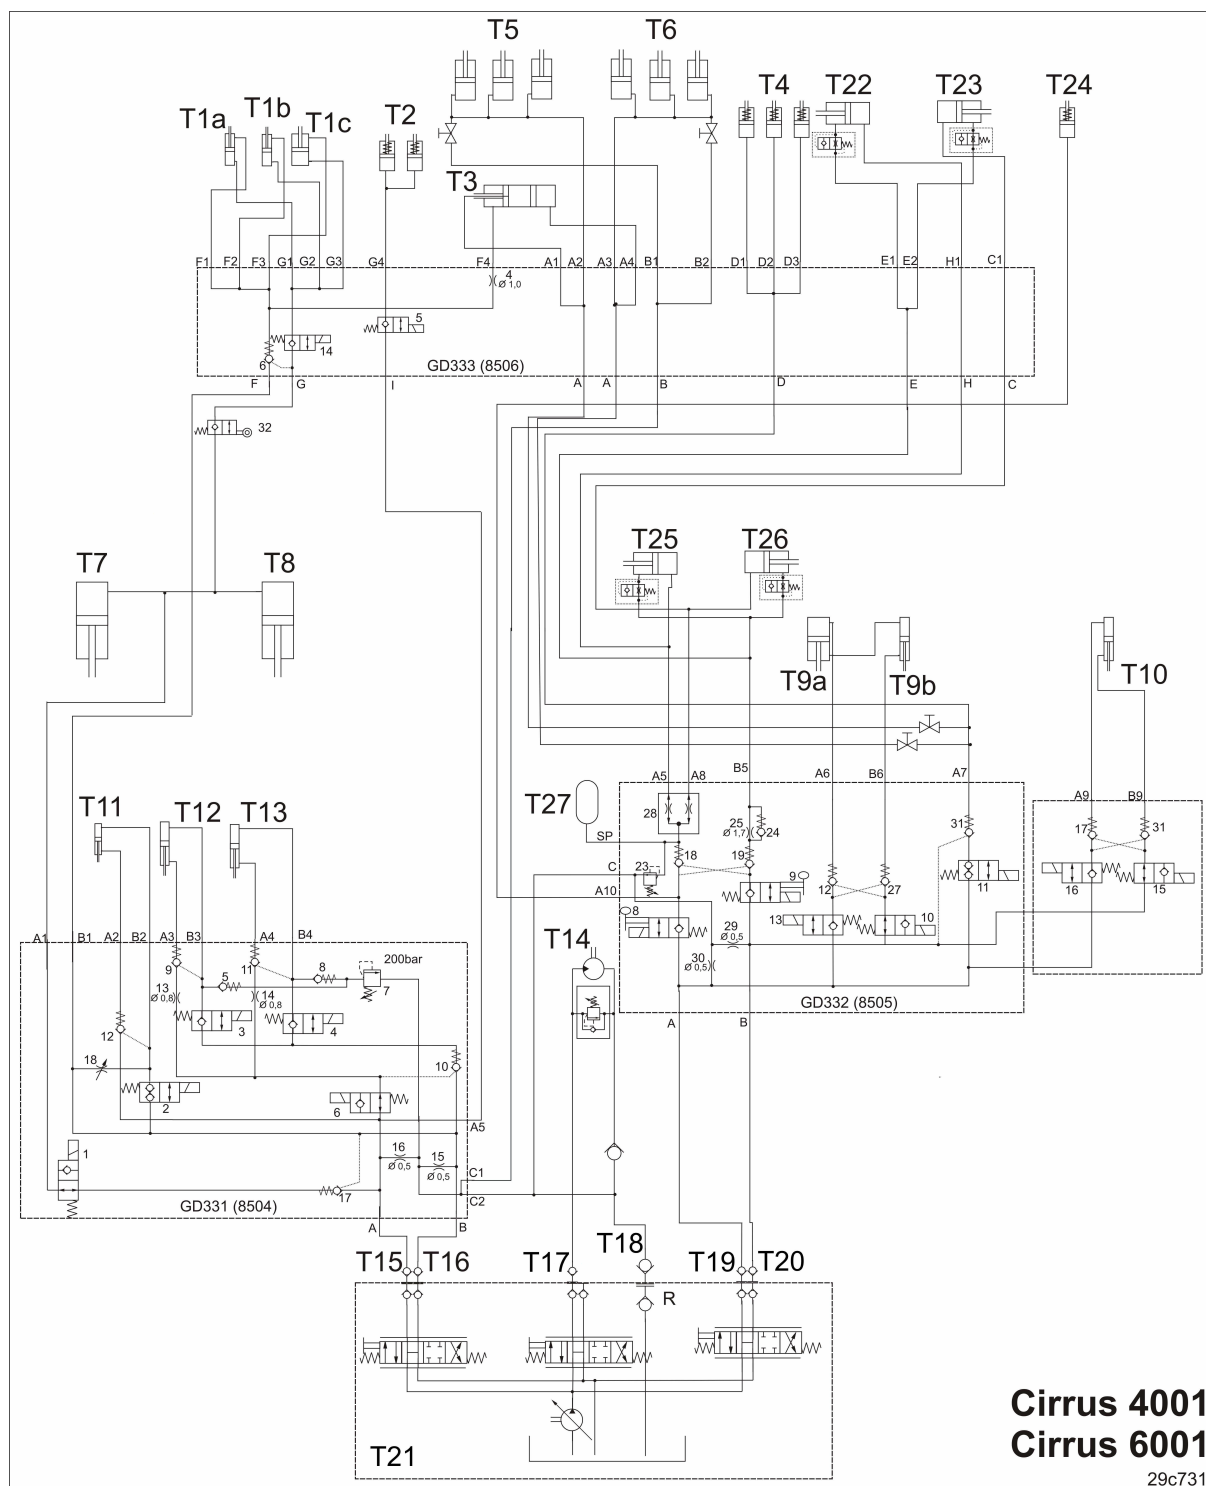 T5 T6
T1a T1b T1c T2 T4 T22 T23 T24
T3
F1 F2 F3 G1 G2 G3 G4 F4 A1 A2 A3 A4 B1 B2 D1 D2 D3 E1 E2 H1 C1
4
Ø 1,0
5
14
6
GD333 (8506)
F G I A A B D E H C
32
T25 T26
T7 T8
T9a T9b T10
A5 A8 B5 A6 B6 A7
A9 B9
T11 T12 T13 T27
28
25
Ø 1,7
24
31
17 31
SP
18 19
C 23
9
12 27
11
16 15
A10
8
13 10
29
Ø 0,5
30
Ø 0,5
GD332 (8505)
A B
T14
A1 B1 A2 B2 A3 B3 A4 B4
200bar
9 5 11 8 7
13
Ø 0,8
14
Ø 0,8
3 4
12
18
10
2
6
A5
1
16
Ø 0,5
15
Ø 0,5
C1
17
C2
GD331 (8504)
A B
T15 T16 T17 T18 T19 T20
R
T21
Cirrus 4001
Cirrus 6001
29c731